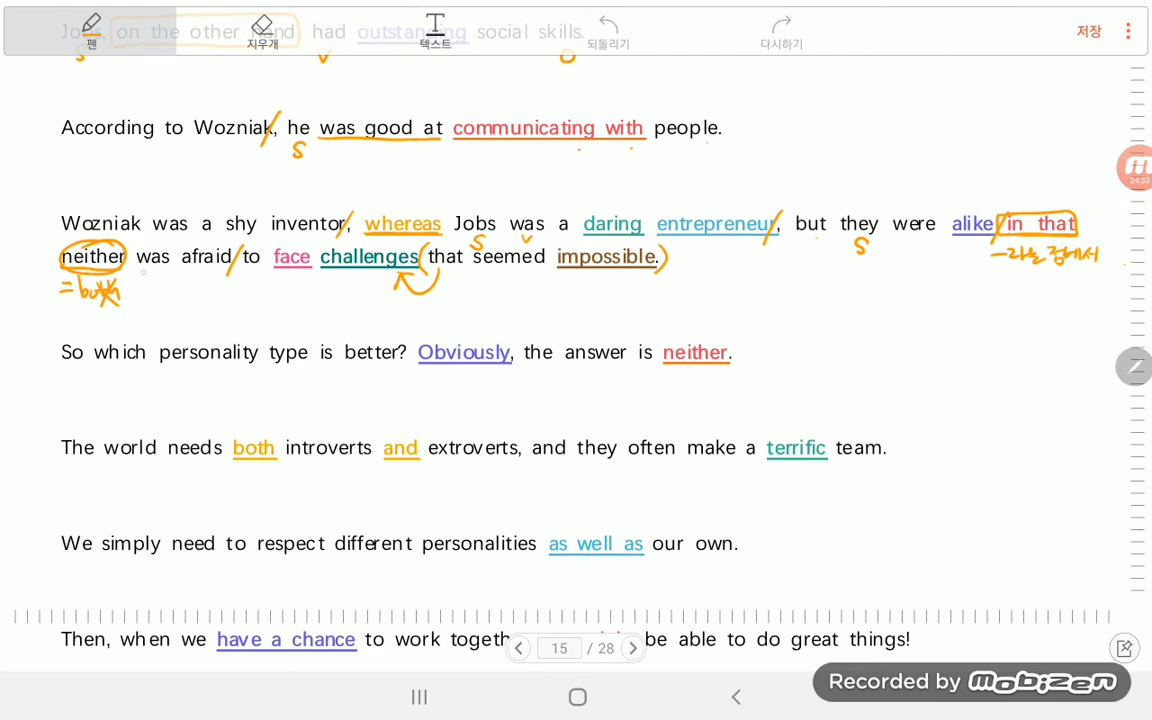 Jobs, on the other hand had outstanding social skills.
펜 지우개 텍스트 되돌리기 다시하기 저장
S V O
According to Wozniak, he was good at communicating with people.
S
24:33
Wozniak was a shy inventor, whereas Jobs was a daring entrepreneur, but they were alike in that
S V S -라는 점에서
neither was afraid to face challenges that seemed impossible.
= both
So which personality type is better? Obviously, the answer is neither.
The world needs both introverts and extroverts, and they often make a terrific team.
We simply need to respect different personalities as well as our own.
Then, when we have a chance to work be able to do great things!
15 / 28
Recorded by mobizen